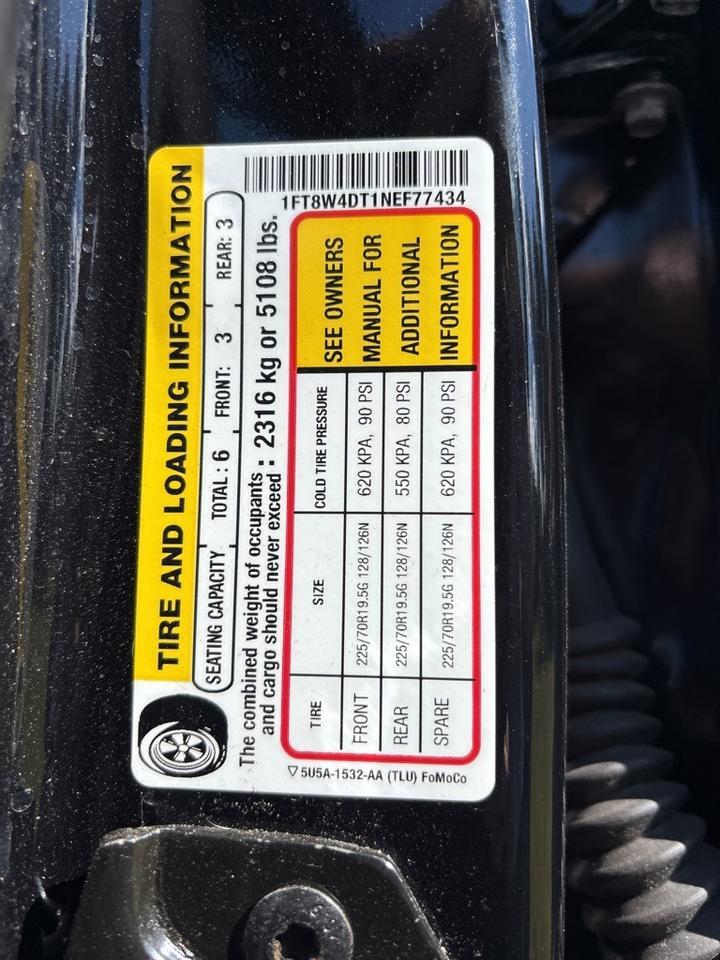 TIRE AND LOADING INFORMATION
SEATING CAPACITY TOTAL : 6 FRONT: 3 REAR: 3
The combined weight of occupants
and cargo should never exceed : 2316 kg or 5108 lbs.
1FT8W4DT1NEF77434
TIRE SIZE COLD TIRE PRESSURE
FRONT 225/70R19.5G 128/126N 620 KPA, 90 PSI
REAR 225/70R19.5G 128/126N 550 KPA, 80 PSI
SPARE 225/70R19.5G 128/126N 620 KPA, 90 PSI
SEE OWNERS
MANUAL FOR
ADDITIONAL
INFORMATION
▽5U5A-1532-AA (TLU) FoMoCo